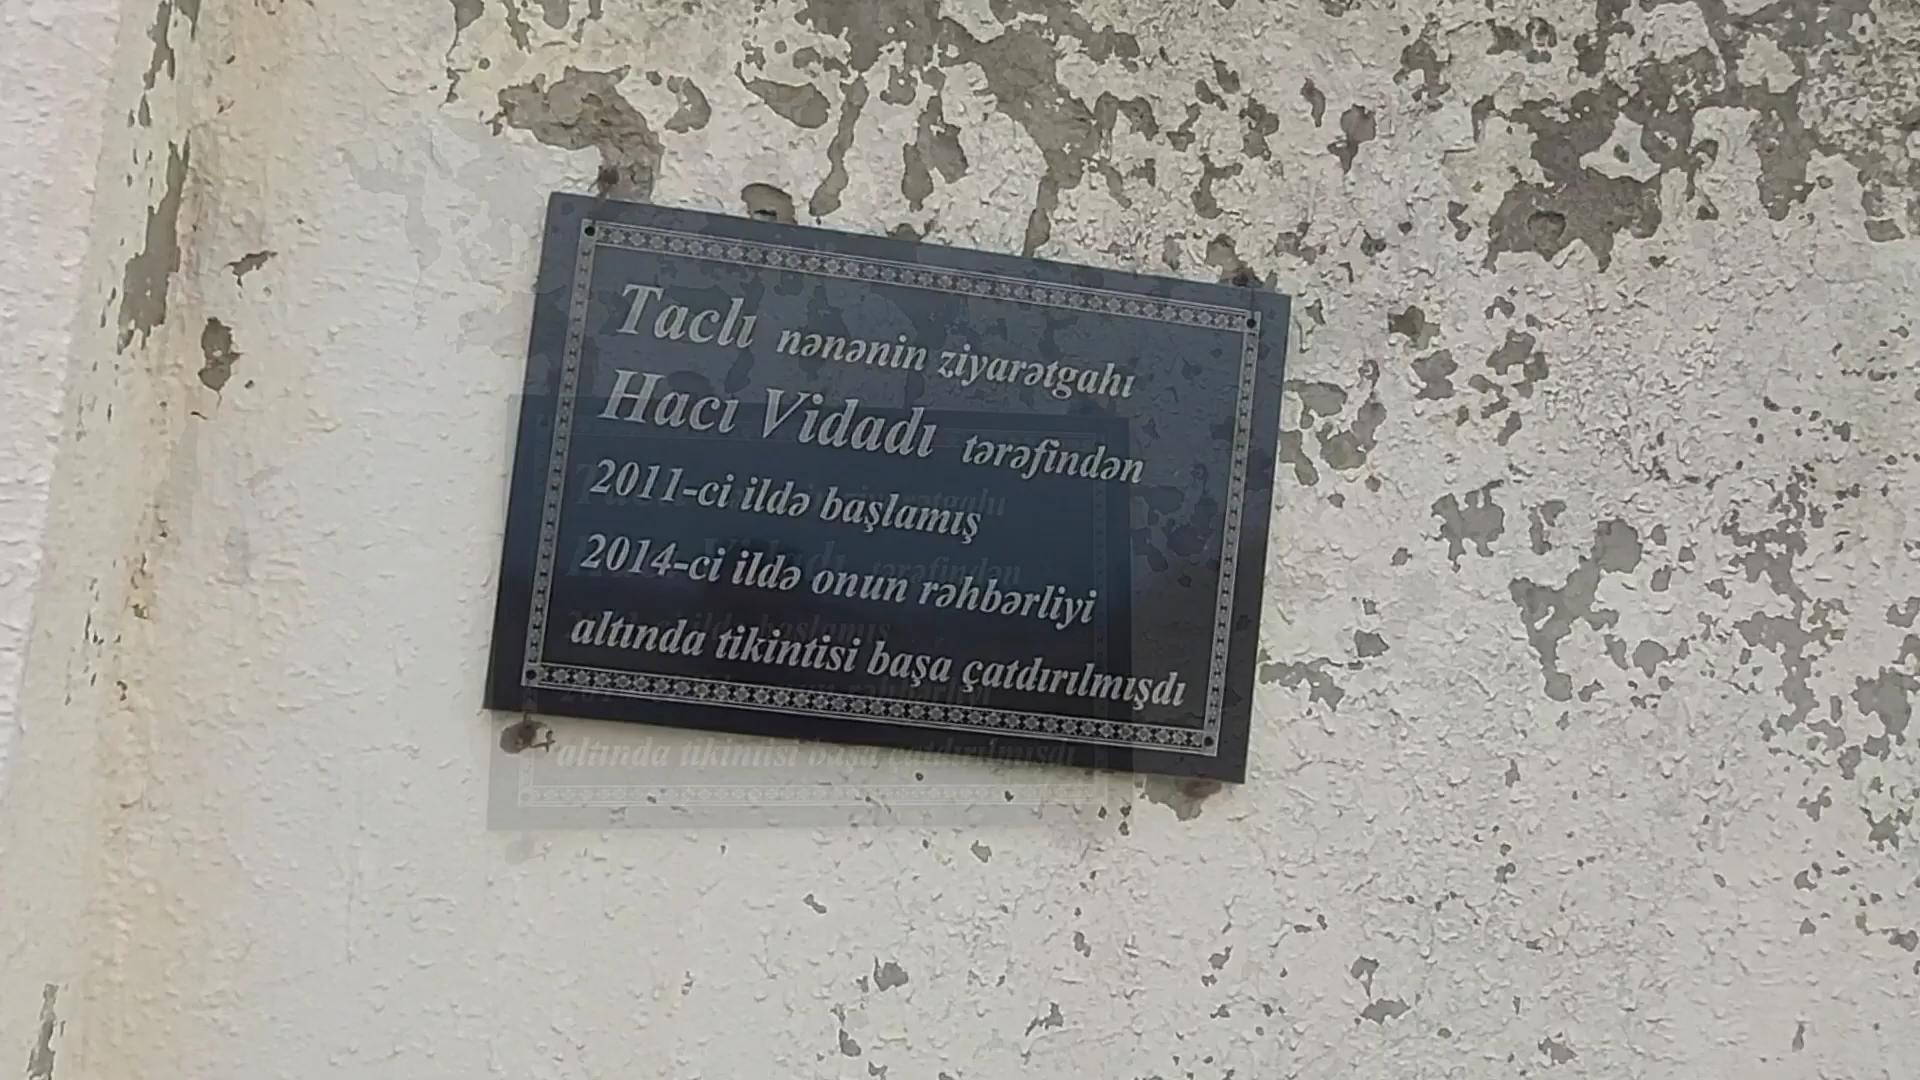 Taclı nənənin ziyarətgahı
Hacı Vidadı tərəfindən
2011-ci ildə başlamış
2014-ci ildə onun rəhbərliyi
altında tikintisi başa çatdırılmışdı